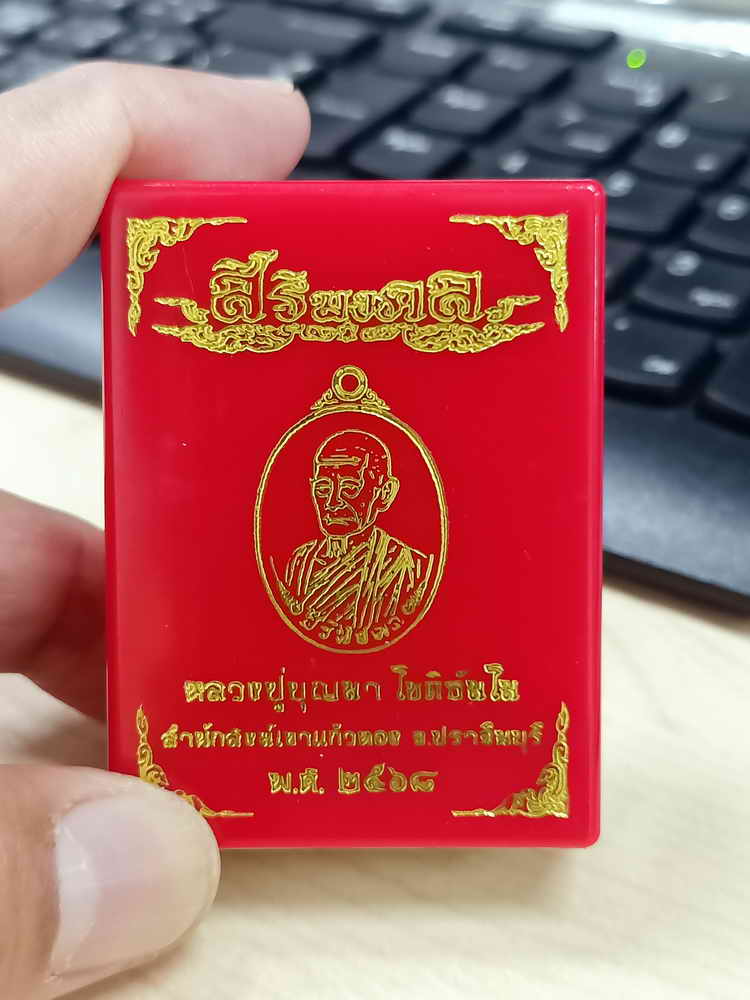 สิริมงคล
หลวงปู่บุญมา โชติธัมโม
สำนักสงฆ์เขาแก้วทอง จ.ปราจีนบุรี
พ.ศ. ๒๕๖๘